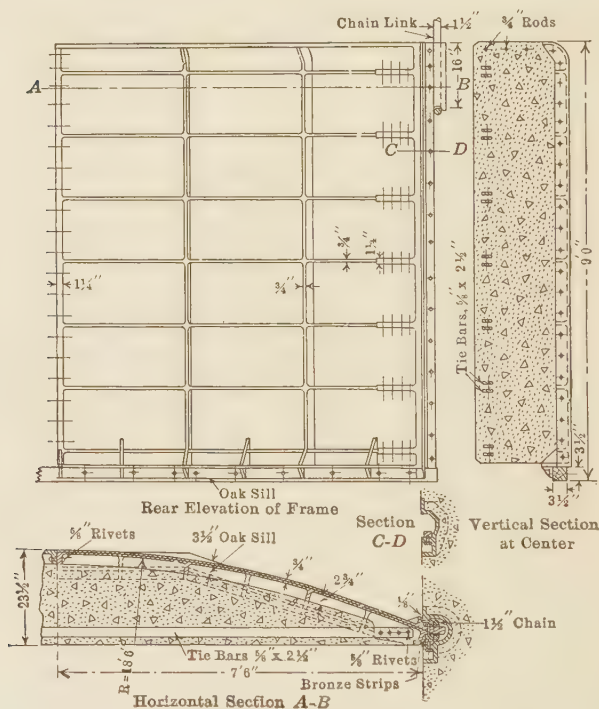 Chain Link
1½"
¾" Rods
16"
A
B
C
D
¾"
1¼"
1¼"
¾"
Tie Bars, ⅝" x 2½"
90"
3½"
3½"
Oak Sill
Rear Elevation of Frame
Section
C-D
Vertical Section
at Center
⅝" Rivets
3½" Oak Sill
¾"
2¾"
⅛"
1½" Chain
23½"
R=18'6"
Tie Bars ⅝" x 2½"
⅝" Rivets
7'6"
Bronze Strips
Horizontal Section A-B